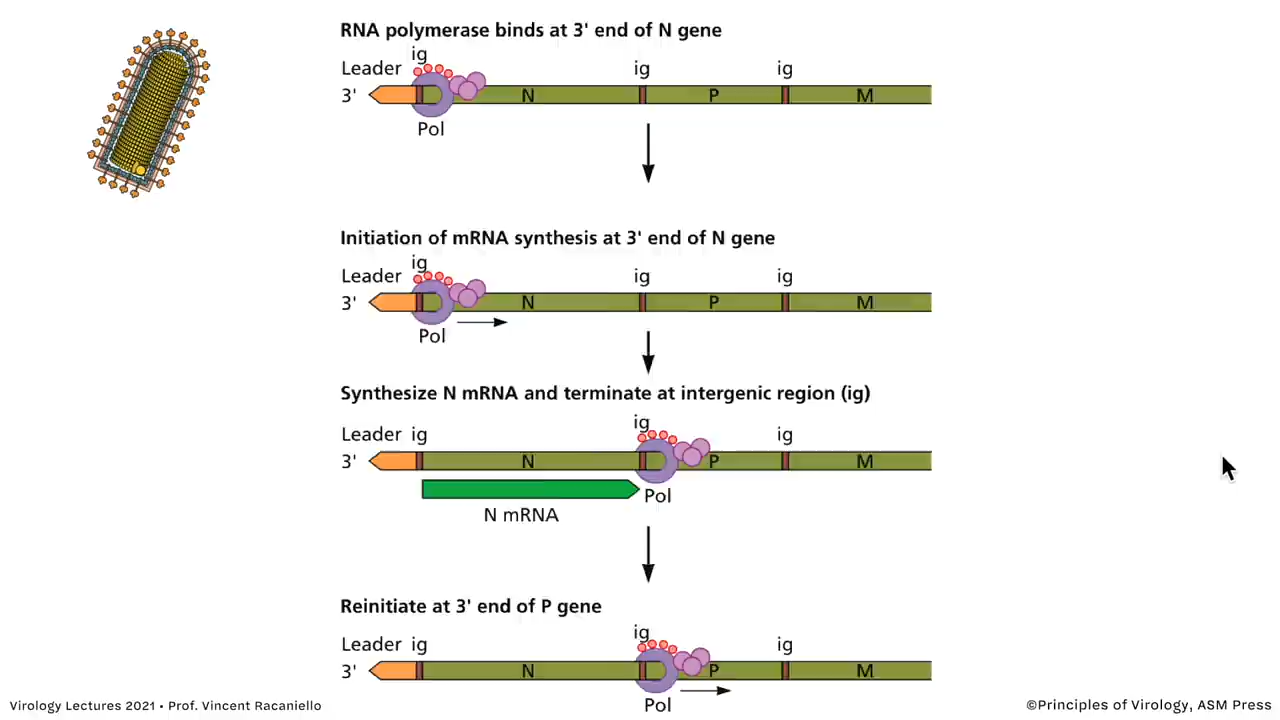 RNA polymerase binds at 3' end of N gene
ig
Leader ig ig
3' N P M
Pol
Initiation of mRNA synthesis at 3' end of N gene
ig
Leader ig ig
3' N P M
Pol
Synthesize N mRNA and terminate at intergenic region (ig)
ig
Leader ig ig
3' N P M
Pol
N mRNA
Reinitiate at 3' end of P gene
ig
Leader ig ig
3' N P M
Pol
Virology Lectures 2021 • Prof. Vincent Racaniello
©Principles of Virology, ASM Press